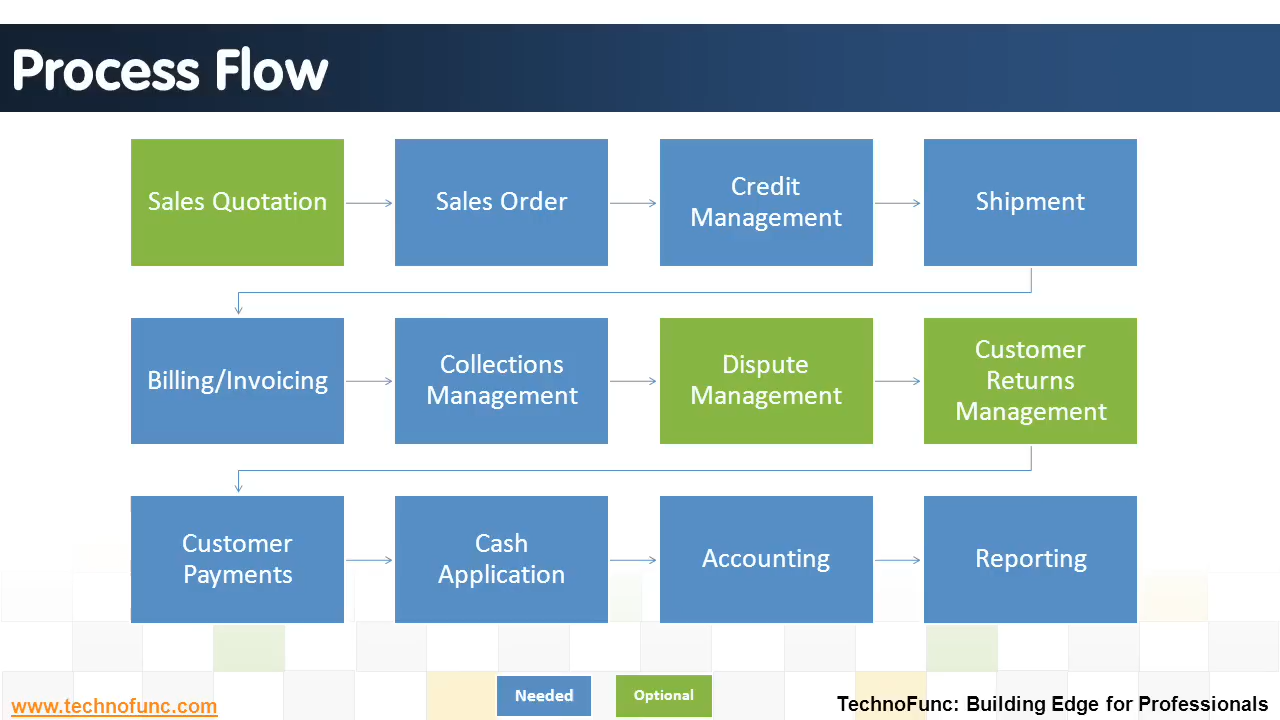 Process Flow
Sales Quotation
Sales Order
Credit
Management
Shipment
Billing/Invoicing
Collections
Management
Dispute
Management
Customer
Returns
Management
Customer
Payments
Cash
Application
Accounting
Reporting
Needed
Optional
www.technofunc.com
TechnoFunc: Building Edge for Professionals